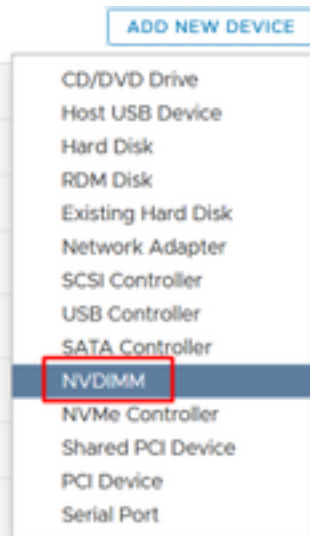 ADD NEW DEVICE
CD/DVD Drive
Host USB Device
Hard Disk
RDM Disk
Existing Hard Disk
Network Adapter
SCSI Controller
USB Controller
SATA Controller
NVDIMM
NVMe Controller
Shared PCI Device
PCI Device
Serial Port